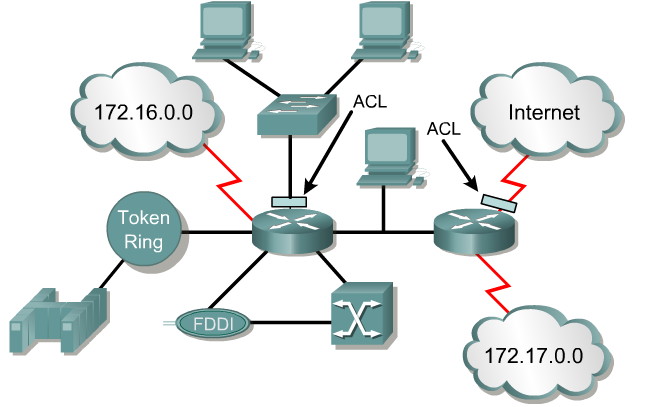 ACL
172.16.0.0
Internet
ACL
Token
Ring
FDDI
172.17.0.0